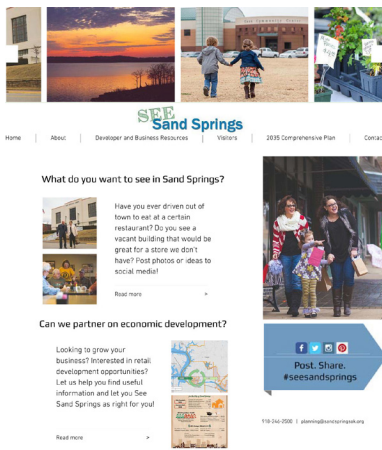 SEE
Sand Springs
Home | About | Developer and Business Resources | Visitors | 2035 Comprehensive Plan | Contac
What do you want to see in Sand Springs?
Have you ever driven out of
town to eat at a certain
restaurant? Do you see a
vacant building that would be
great for a store we don't
have? Post photos or ideas to
social media!
Read more >
Can we partner on economic development?
Looking to grow your
business? Interested in retail
development opportunities?
Let us help you find useful
information and let you See
Sand Springs as right for you!
Read more >
Post. Share.
#seesandsprings
918-246-2500 | planning@sandspringsok.org